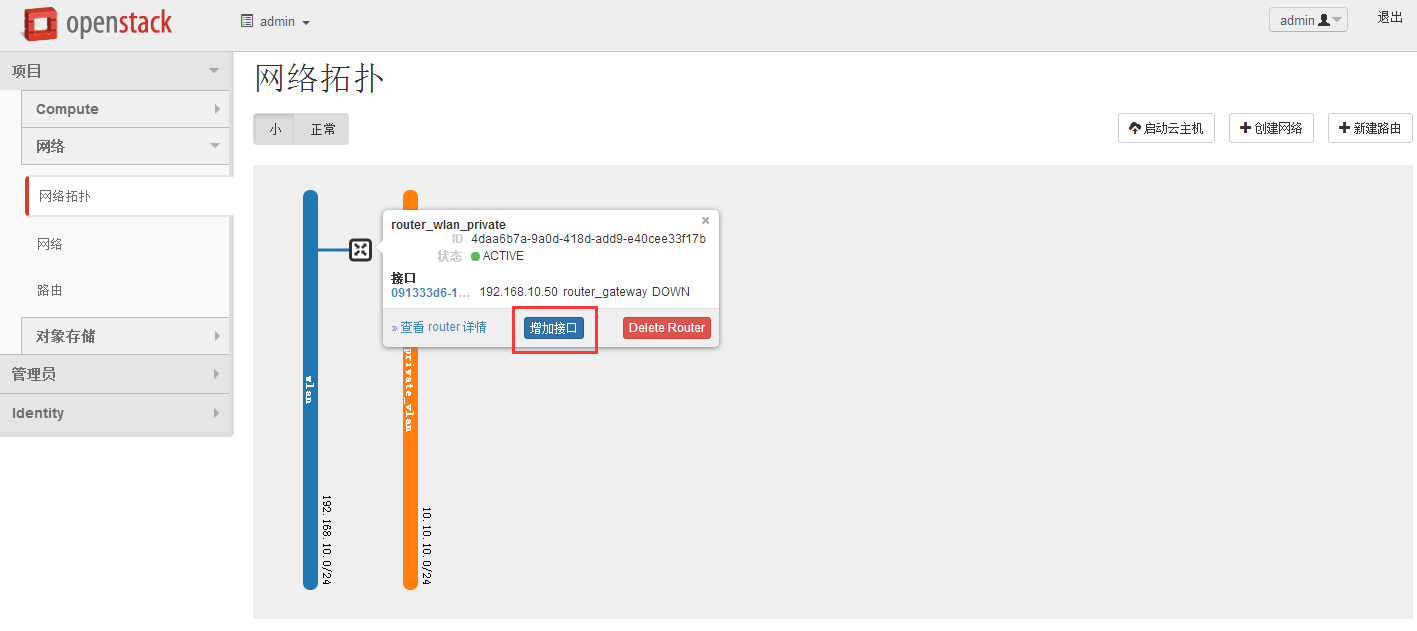 openstack
admin
admin
退出
项目
Compute
网络
网络拓扑
网络
路由
对象存储
管理员
Identity
网络拓扑
小 正常
启动云主机 创建网络 新建路由
router_wlan_private
ID 4daa6b7a-9a0d-418d-add9-e40cee33f17b
状态 ACTIVE
接口
091333d6-1... 192.168.10.50 router_gateway DOWN
» 查看 router 详情 增加接口 Delete Router
wlan
192.168.10.0/24
private_wlan
10.10.10.0/24